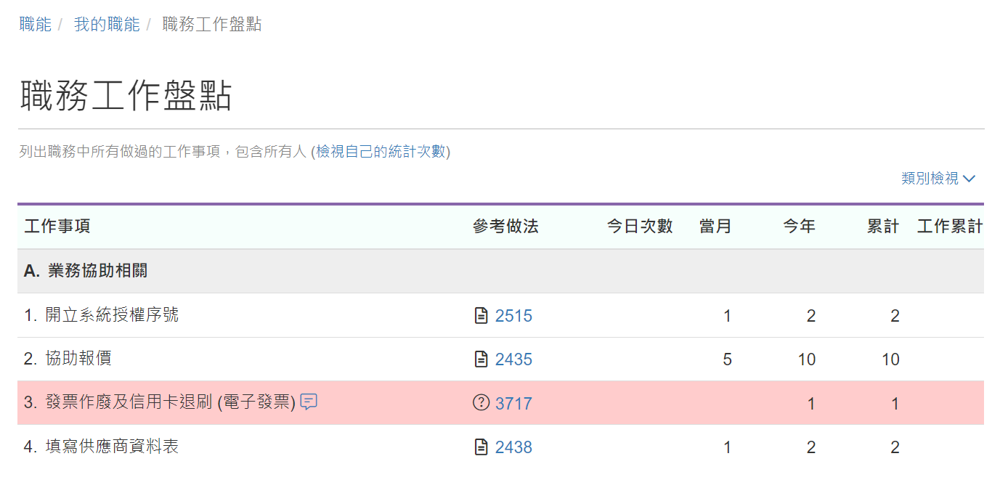 職能 / 我的職能 / 職務工作盤點
職務工作盤點
列出職務中所有做過的工作事項，包含所有人 (檢視自己的統計次數)
類別檢視
工作事項 參考做法 今日次數 當月 今年 累計 工作累計
A. 業務協助相關
1. 開立系統授權序號 2515 1 2 2
2. 協助報價 2435 5 10 10
3. 發票作廢及信用卡退刷 (電子發票) 3717 1 1
4. 填寫供應商資料表 2438 1 2 2